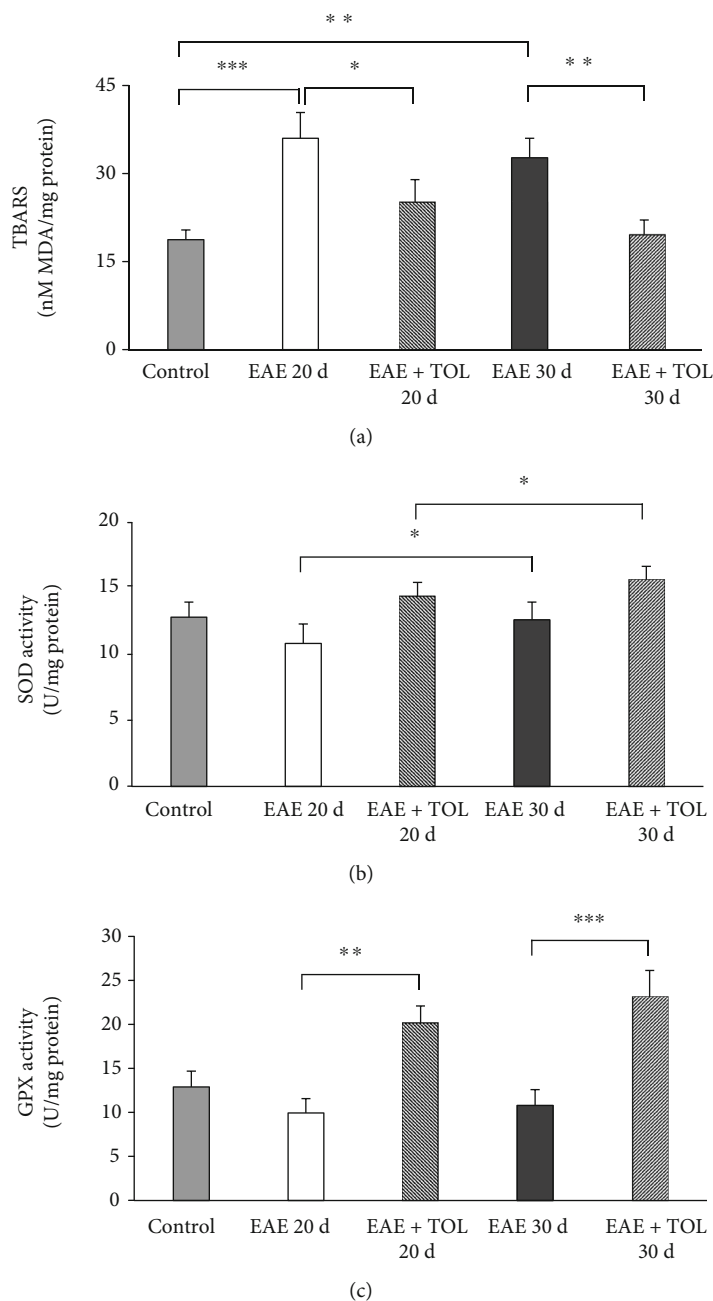 * *
***
*
* *
45
30
15
0
TBARS
(nM MDA/mg protein)
Control
EAE 20 d
EAE + TOL
20 d
EAE 30 d
EAE + TOL
30 d
(a)
*
*
20
15
10
5
0
SOD activity
(U/mg protein)
Control
EAE 20 d
EAE + TOL
20 d
EAE 30 d
EAE + TOL
30 d
(b)
***
**
30
25
20
15
10
5
0
GPX activity
(U/mg protein)
Control
EAE 20 d
EAE + TOL
20 d
EAE 30 d
EAE + TOL
30 d
(c)